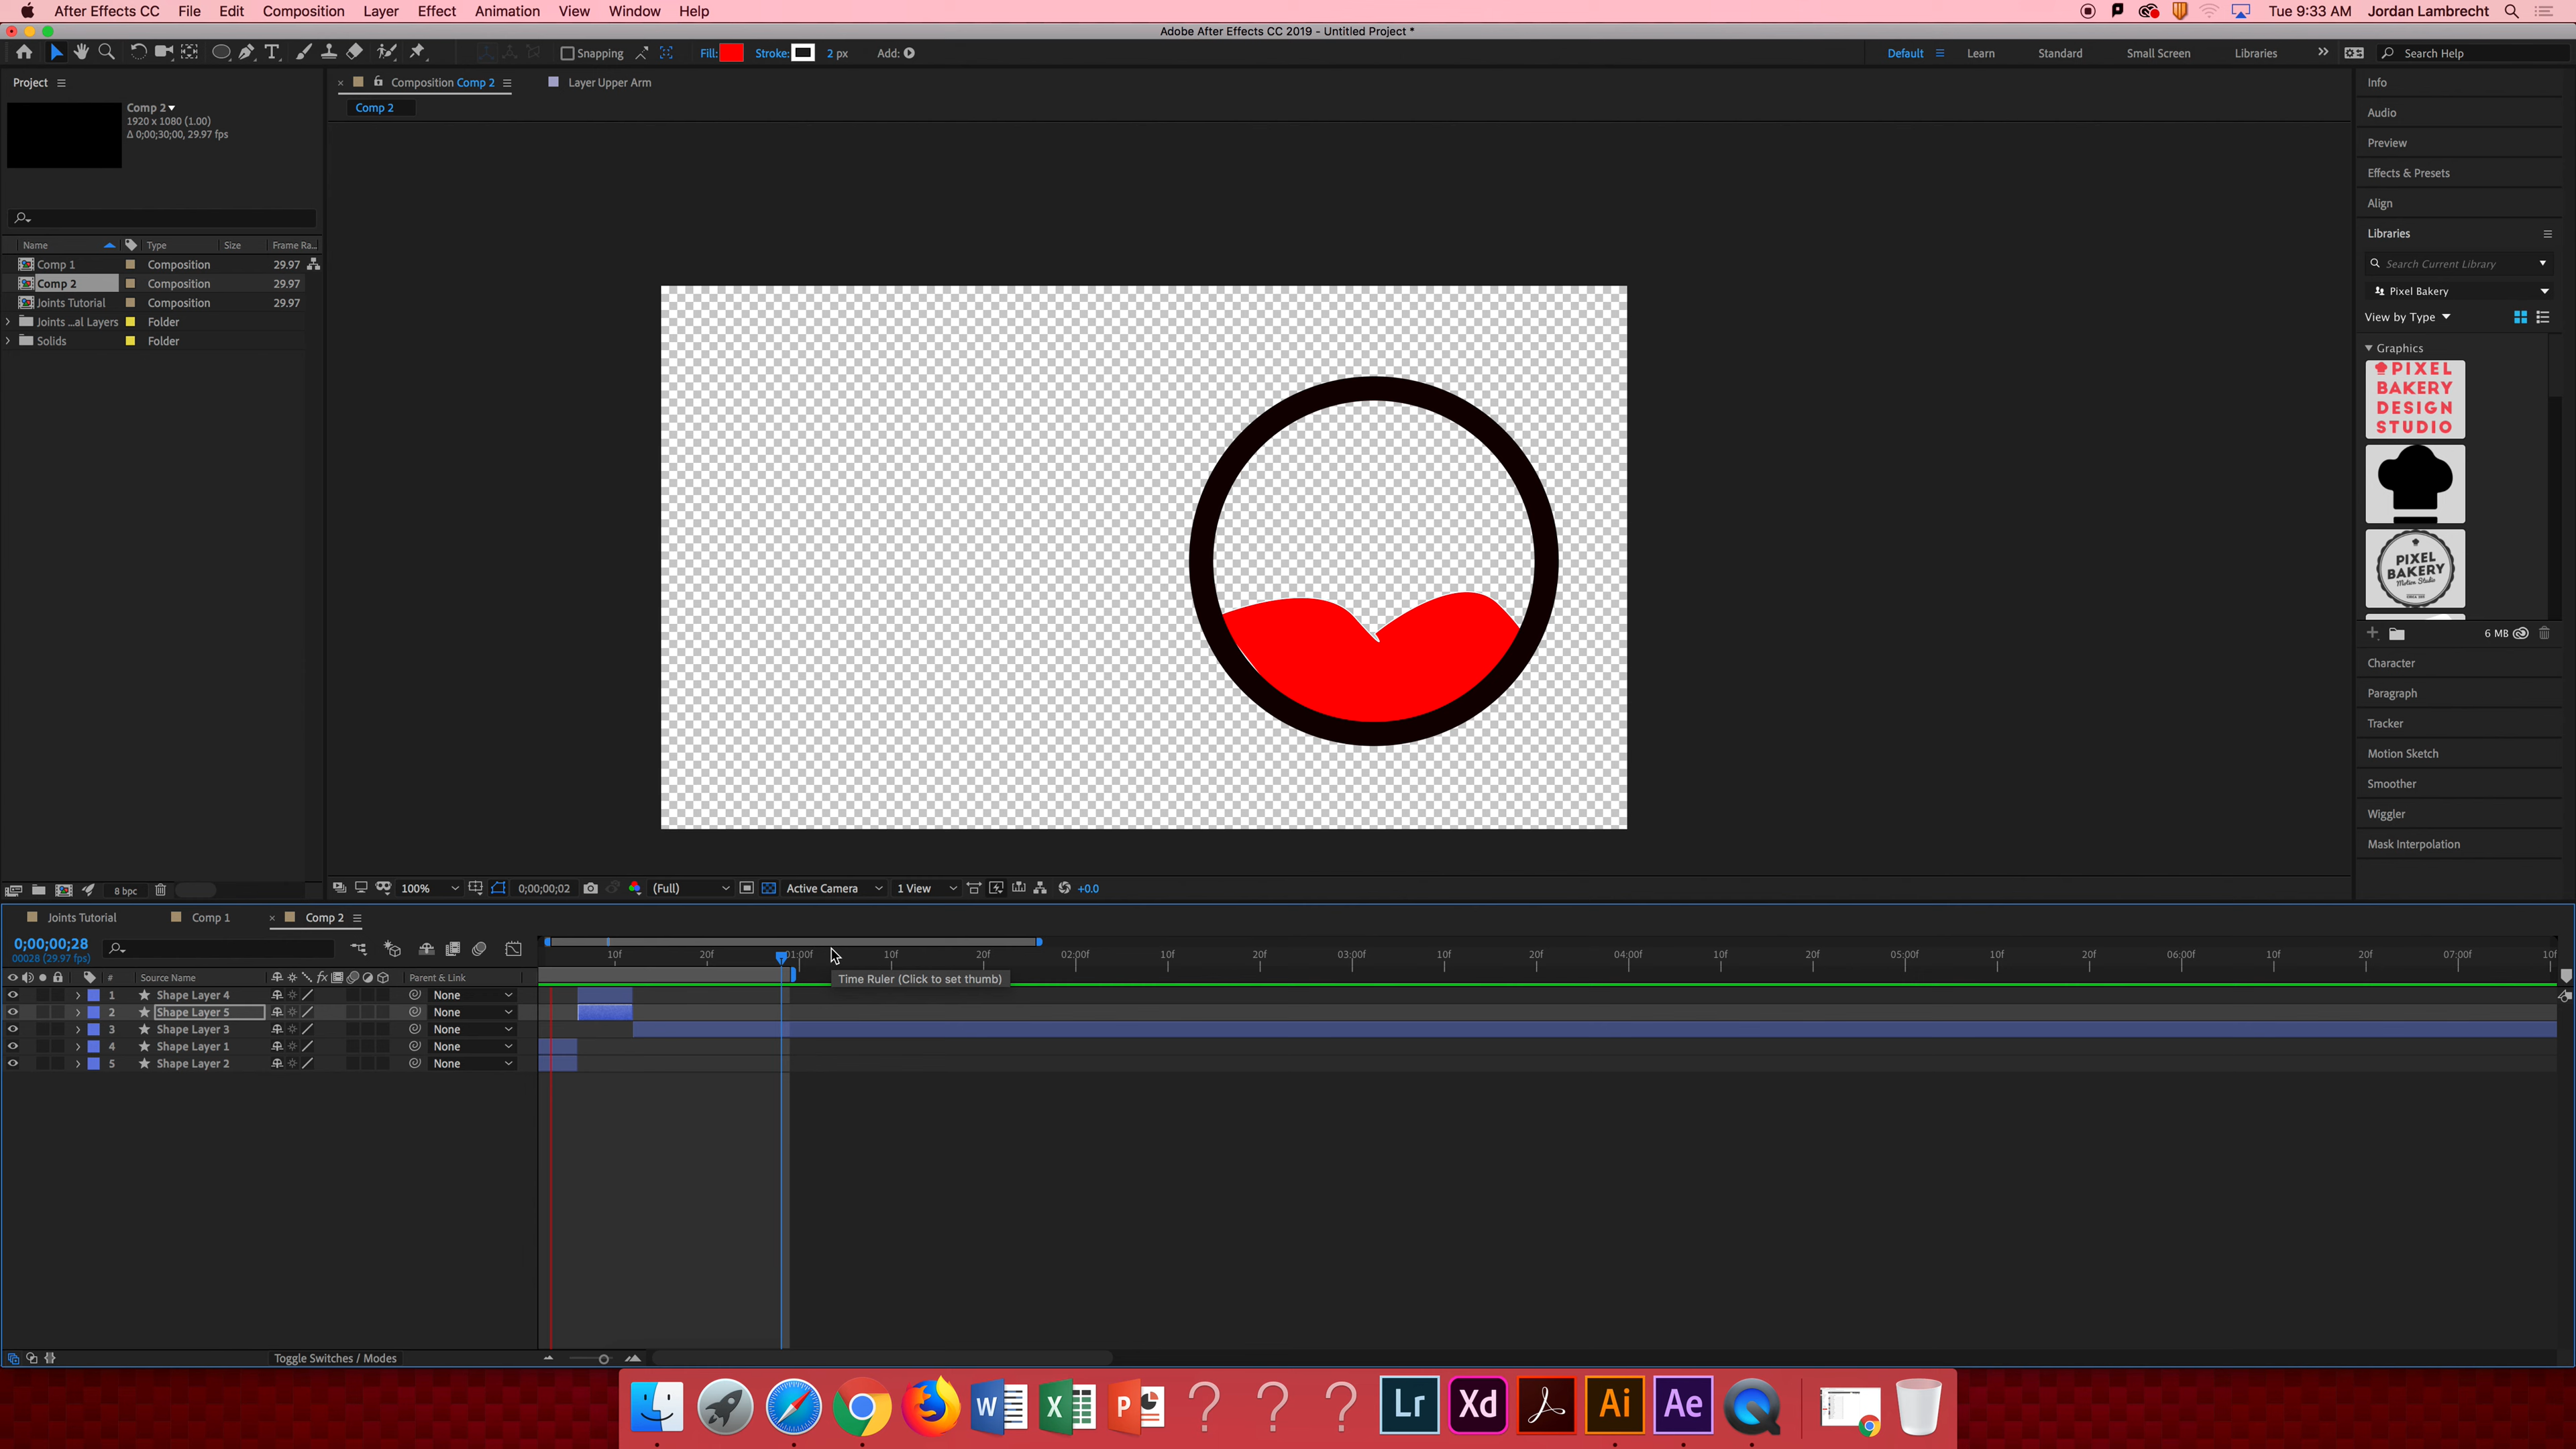 After Effects CC File Edit Composition Layer Effect Animation View Window Help Tue 9:33 AM Jordan Lambrecht
Adobe After Effects CC 2019 - Untitled Project *
Snapping Fill: Stroke: 2 px Add: Default Learn Standard Small Screen Libraries Search Help
Project
Comp 2
1920 x 1080 (1.00)
Δ 0;00;30;00, 29.97 fps
Name Type Size Frame Ra...
Comp 1 Composition 29.97
Comp 2 Composition 29.97
Joints Tutorial Composition 29.97
Joints ...al Layers Folder
Solids Folder
8 bpc
Composition Comp 2 Layer Upper Arm
Comp 2
100% 0;00;00;02 (Full) Active Camera 1 View +0.0
Info
Audio
Preview
Effects & Presets
Align
Libraries
Search Current Library
Pixel Bakery
View by Type
Graphics
PIXEL
BAKERY
DESIGN
STUDIO
PIXEL
BAKERY
Motion Studio
6 MB
Character
Paragraph
Tracker
Motion Sketch
Smoother
Wiggler
Mask Interpolation
Joints Tutorial Comp 1 Comp 2
0;00;00;28
00028 (29.97 fps)
10f 20f 01:00f 10f 20f 02:00f 10f 20f 03:00f 10f 20f 04:00f 10f 20f 05:00f 10f 20f 06:00f 10f 20f 07:00f 10f
# Source Name fx Parent & Link
Time Ruler (Click to set thumb)
1 Shape Layer 4 None
2 Shape Layer 5 None
3 Shape Layer 3 None
4 Shape Layer 1 None
5 Shape Layer 2 None
Toggle Switches / Modes
W X P ? ? ? Lr Xd Ai Ae